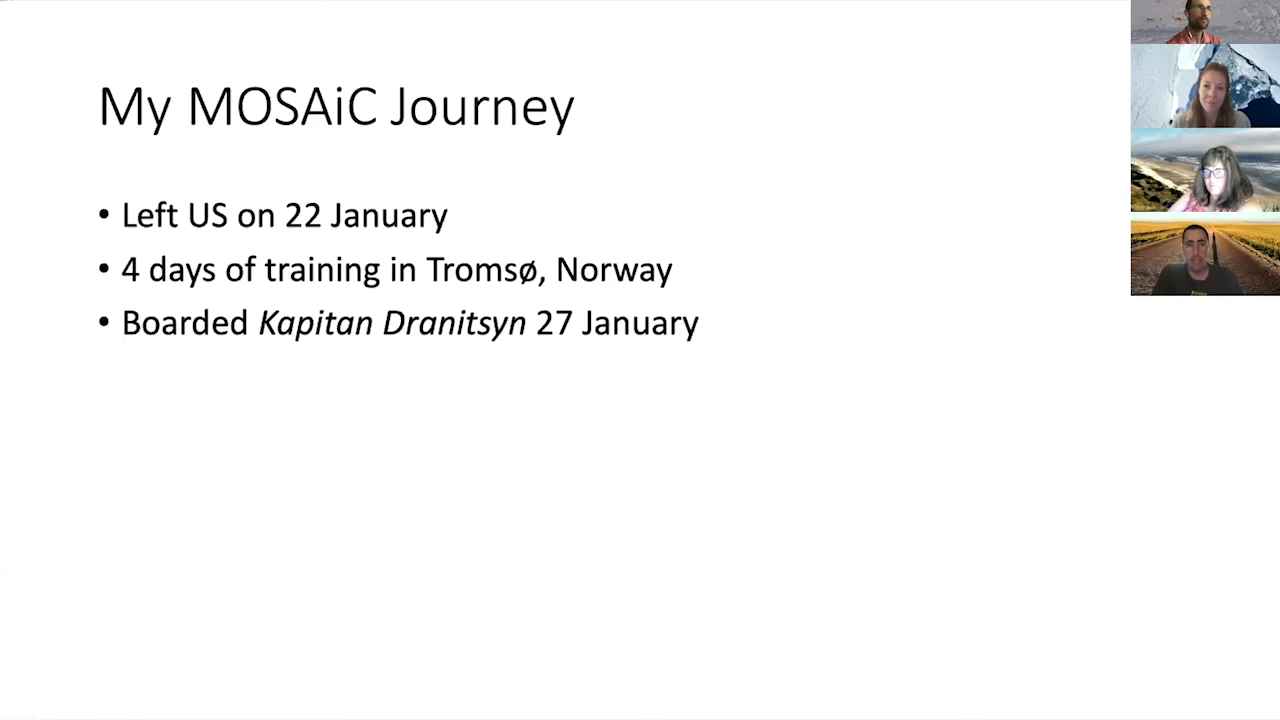 My MOSAiC Journey
• Left US on 22 January
• 4 days of training in Tromsø, Norway
• Boarded Kapitan Dranitsyn 27 January